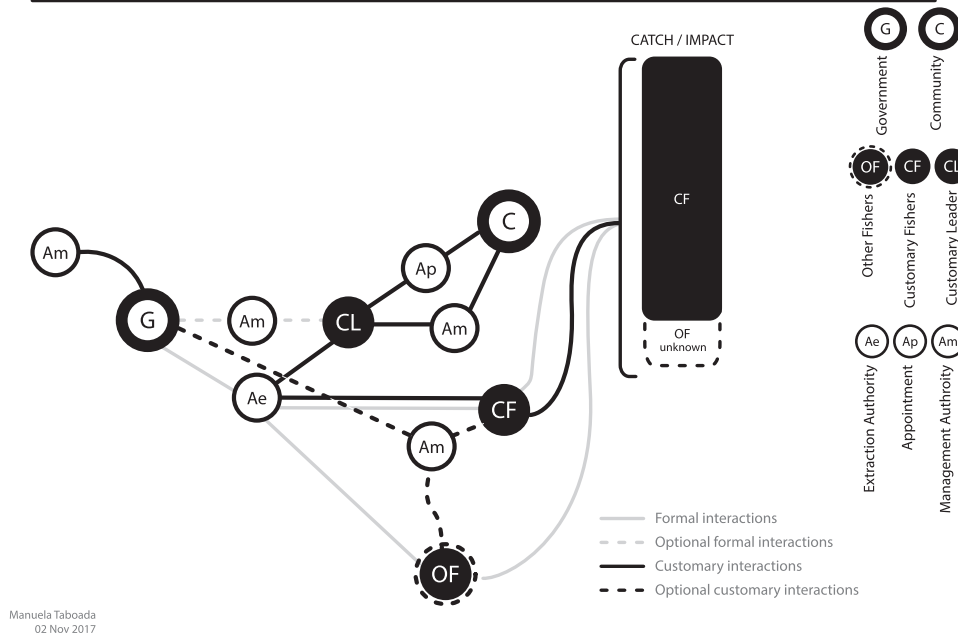 CATCH / IMPACT
G
C
Government
Community
OF
CF
CL
Other Fishers
Customary Fishers
Customary Leader
Ae
Ap
Am
Extraction Authority
Appointment
Management Authroity
CF
OF
unknown
C
Am
Ap
G
Am
CL
Am
Ae
CF
Am
OF
Formal interactions
Optional formal interactions
Customary interactions
Optional customary interactions
Manuela Taboada
02 Nov 2017